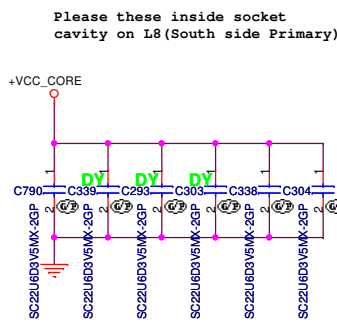 Please these inside socket
cavity on L8(South side Primary)
+VCC_CORE
DY DY DY
1 1 1 1 1 1
C790 C339 C293 C303 C338 C304
2 2 2 2 2 2
G/P G/P G/P G/P G/P
SC22U6D3V5MX-2GP
SC22U6D3V5MX-2GP
SC22U6D3V5MX-2GP
SC22U6D3V5MX-2GP
SC22U6D3V5MX-2GP
SC22U6D3V5MX-2GP